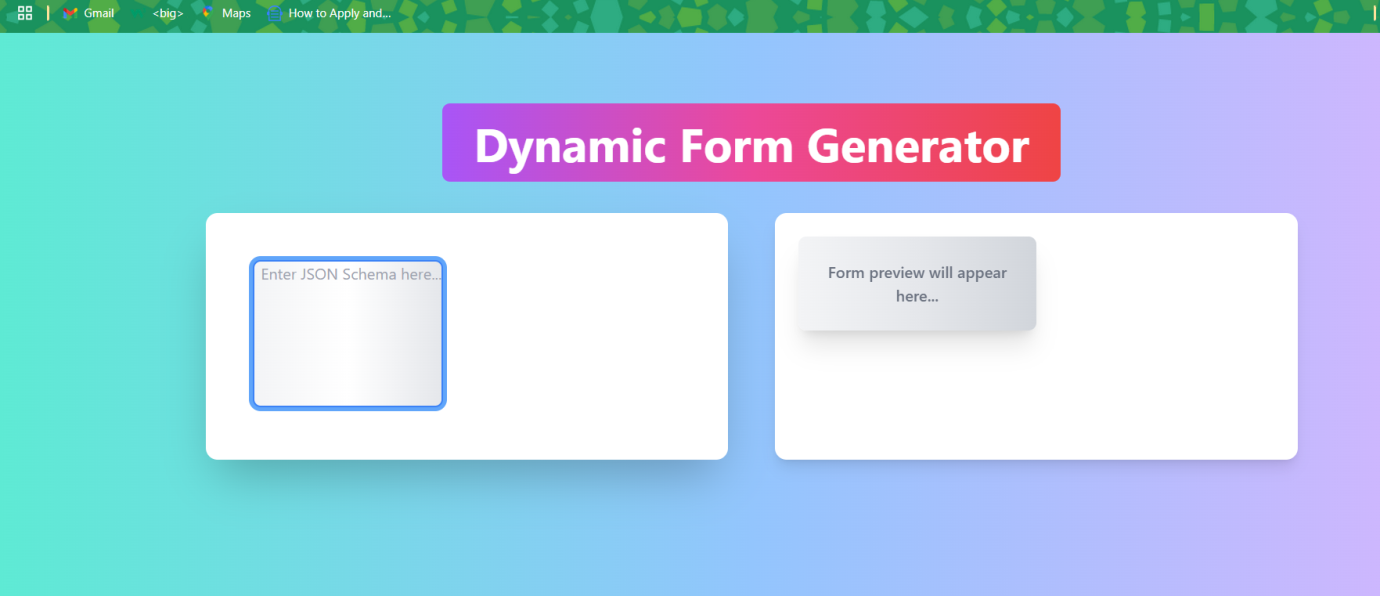 Gmail
<big>
Maps
How to Apply and...
Dynamic Form Generator
Enter JSON Schema here...
Form preview will appear
here...